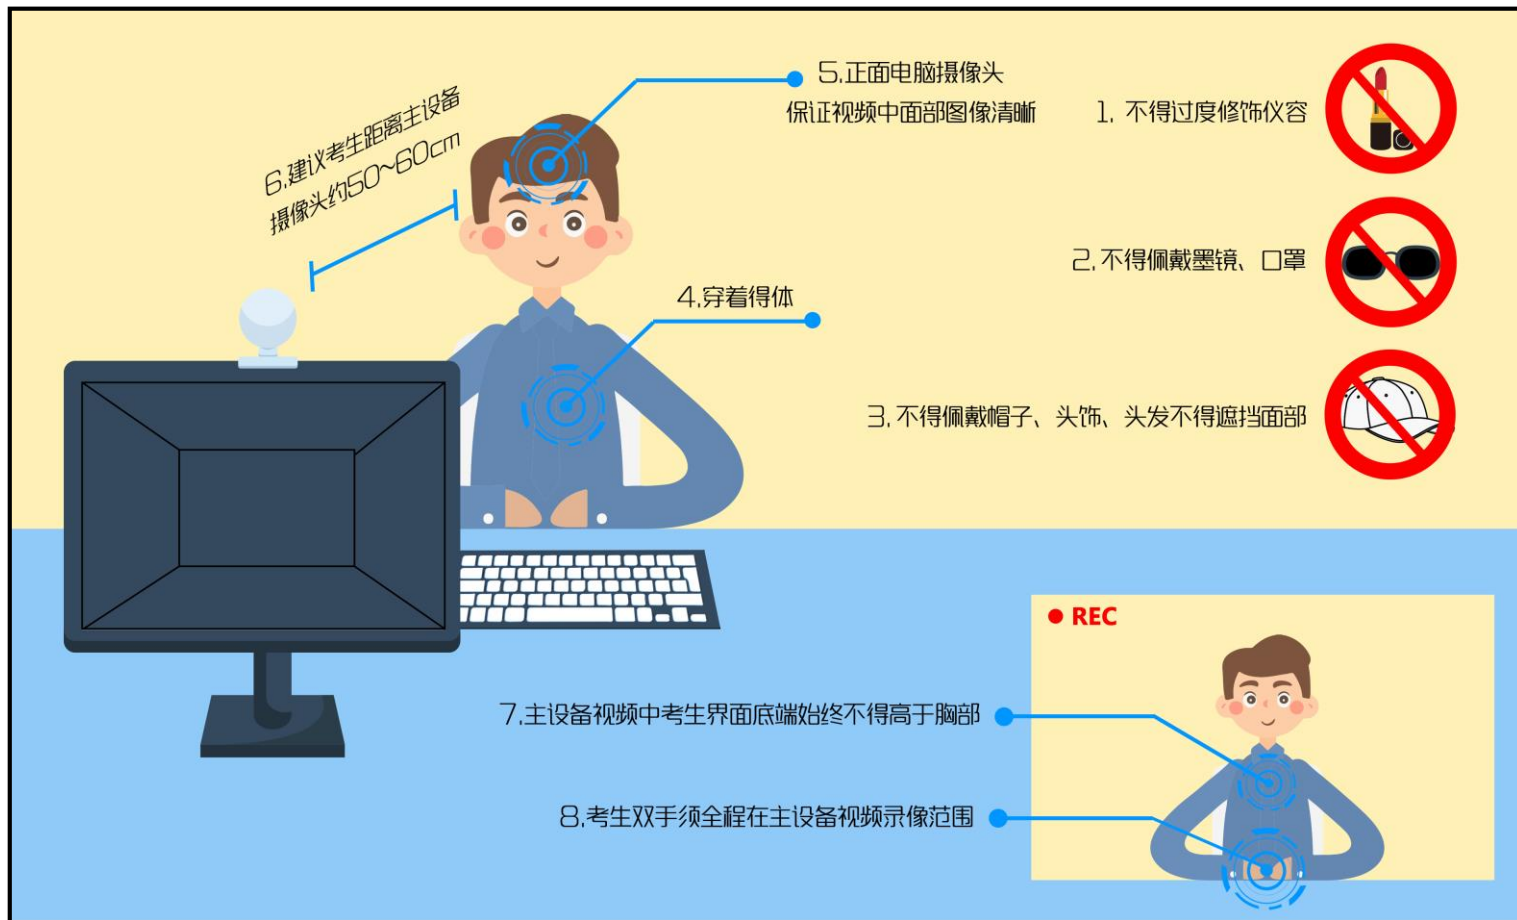 1. 不得过度修饰仪容
2. 不得佩戴墨镜、口罩
3. 不得佩戴帽子、头饰、头发不得遮挡面部
4.穿着得体
5.正面电脑摄像头
保证视频中面部图像清晰
6.建议考生距离主设备
摄像头约50~60cm
REC
7.主设备视频中考生界面底端始终不得高于胸部
8.考生双手须全程在主设备视频录像范围